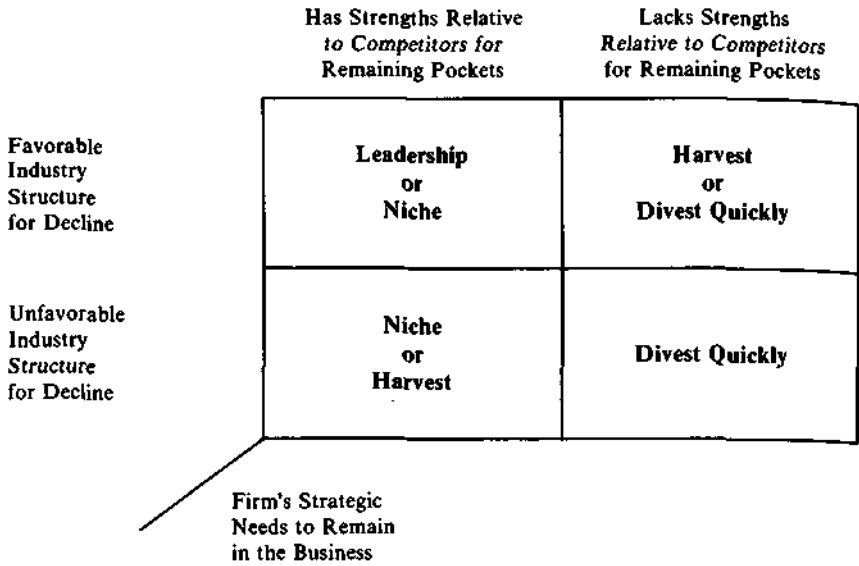 Has Strengths Relative
to Competitors for
Remaining Pockets
Lacks Strengths
Relative to Competitors
for Remaining Pockets
Favorable
Industry
Structure
for Decline
Leadership
or
Niche
Harvest
or
Divest Quickly
Unfavorable
Industry
Structure
for Decline
Niche
or
Harvest
Divest Quickly
Firm's Strategic
Needs to Remain
in the Business